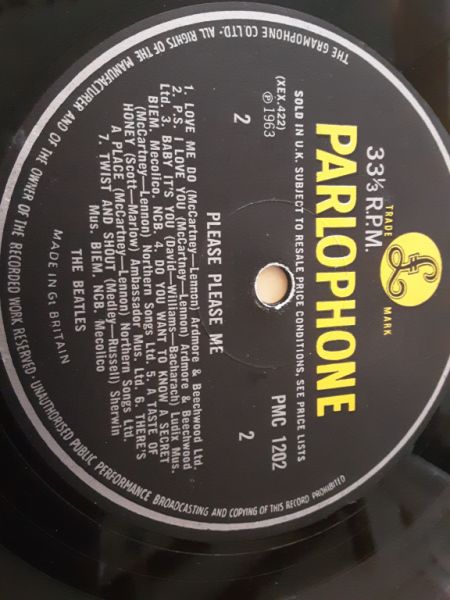 THE GRAMOPHONE CO. LTD. · ALL RIGHTS OF THE MANUFACTURER AND OF THE OWNER OF THE RECORDED WORK RESERVED. UNAUTHORISED PUBLIC PERFORMANCE BROADCASTING AND COPYING OF THIS RECORD PROHIBITED
33⅓ R.P.M.
TRADE £ MARK
PARLOPHONE
SOLD IN U.K. SUBJECT TO RESALE PRICE CONDITIONS, SEE PRICE LISTS
(XEX.422)
℗1963
PMC 1202
2
2
PLEASE PLEASE ME
1. LOVE ME DO (McCartney—Lennon) Ardmore & Beechwood Ltd.
2. P.S. I LOVE YOU (McCartney—Lennon) Ardmore & Beechwood
Ltd. 3. BABY IT'S YOU (David—Williams—Bacharach) Ludix Mus.
BIEM. Mecolico, NCB. 4. DO YOU WANT TO KNOW A SECRET
(McCartney—Lennon) Northern Songs Ltd. 5. A TASTE OF
HONEY (Scott—Marlow) Ambassador Mus. Ltd. 6. THERE'S
A PLACE (McCartney—Lennon) Northern Songs Ltd.
7. TWIST AND SHOUT (Medley—Russell) Sherwin
Mus. BIEM. NCB. Mecolico
THE BEATLES
MADE IN GT. BRITAIN